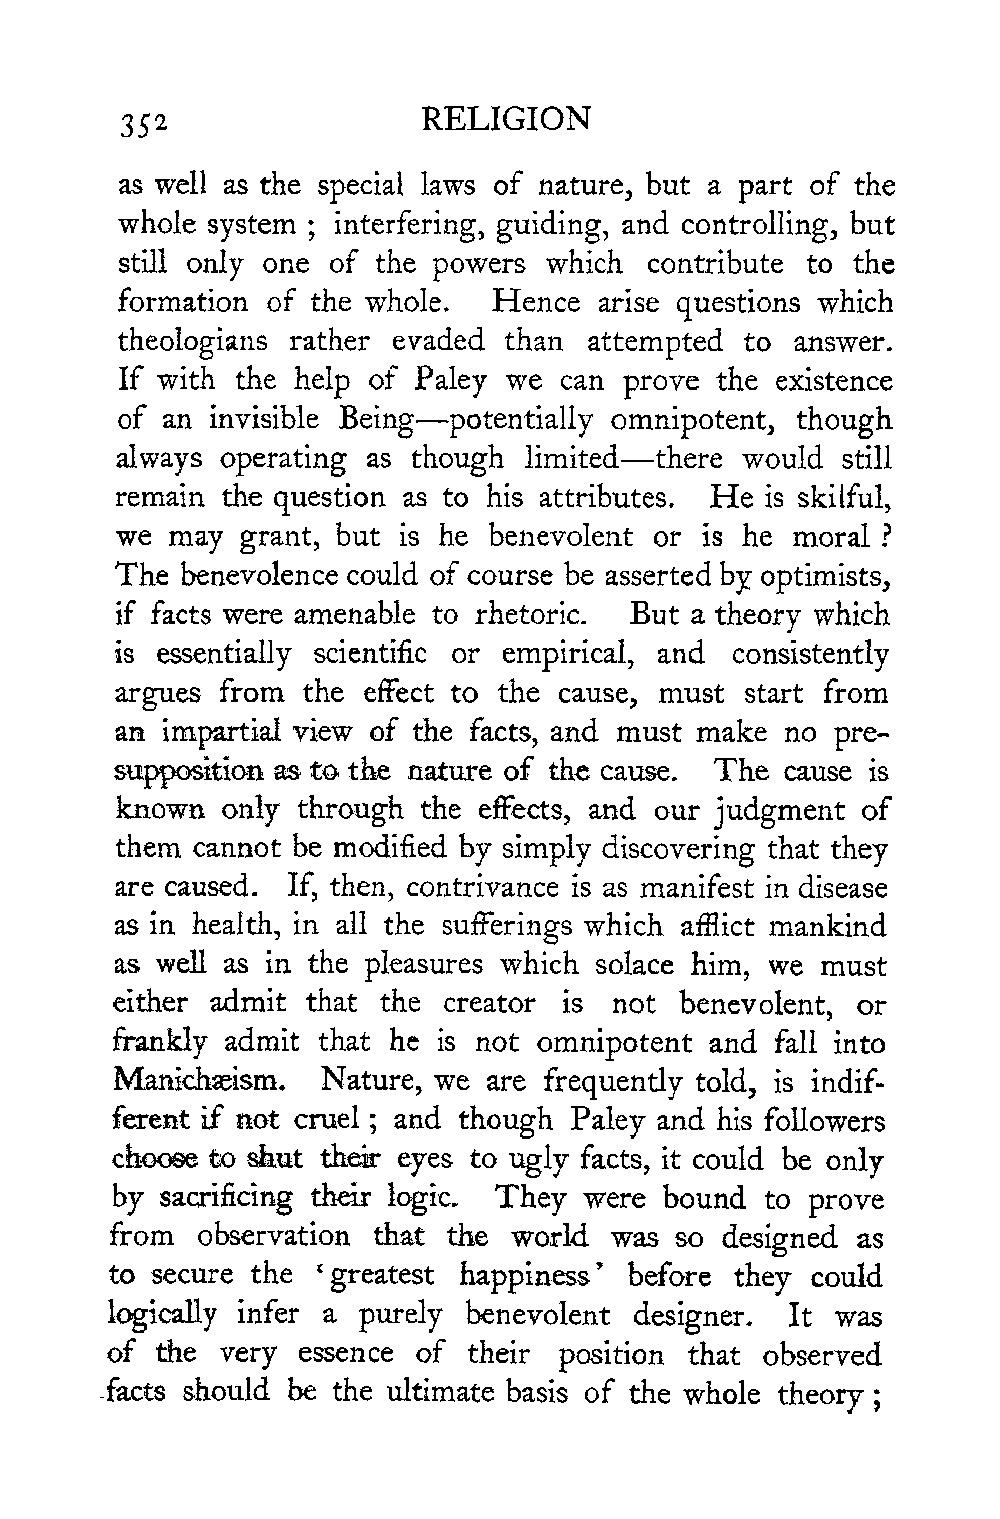 352 RELIGION
as well as the special laws of nature, but a part of the
whole system ; interfering, guiding, and controlling, but
still only one of the powers which contribute to the
formation of the whole. Hence arise questions which
theologians rather evaded than attempted to answer.
If with the help of Paley we can prove the existence
of an invisible Being—potentially omnipotent, though
always operating as though limited—there would still
remain the question as to his attributes. He is skilful,
we may grant, but is he benevolent or is he moral ?
The benevolence could of course be asserted by optimists,
if facts were amenable to rhetoric. But a theory which
is essentially scientific or empirical, and consistently
argues from the effect to the cause, must start from
an impartial view of the facts, and must make no pre-
supposition as to the nature of the cause. The cause is
known only through the effects, and our judgment of
them cannot be modified by simply discovering that they
are caused. If, then, contrivance is as manifest in disease
as in health, in all the sufferings which afflict mankind
as well as in the pleasures which solace him, we must
either admit that the creator is not benevolent, or
frankly admit that he is not omnipotent and fall into
Manichæism. Nature, we are frequently told, is indif-
ferent if not cruel ; and though Paley and his followers
choose to shut their eyes to ugly facts, it could be only
by sacrificing their logic. They were bound to prove
from observation that the world was so designed as
to secure the ‘greatest happiness’ before they could
logically infer a purely benevolent designer. It was
of the very essence of their position that observed
facts should be the ultimate basis of the whole theory ;